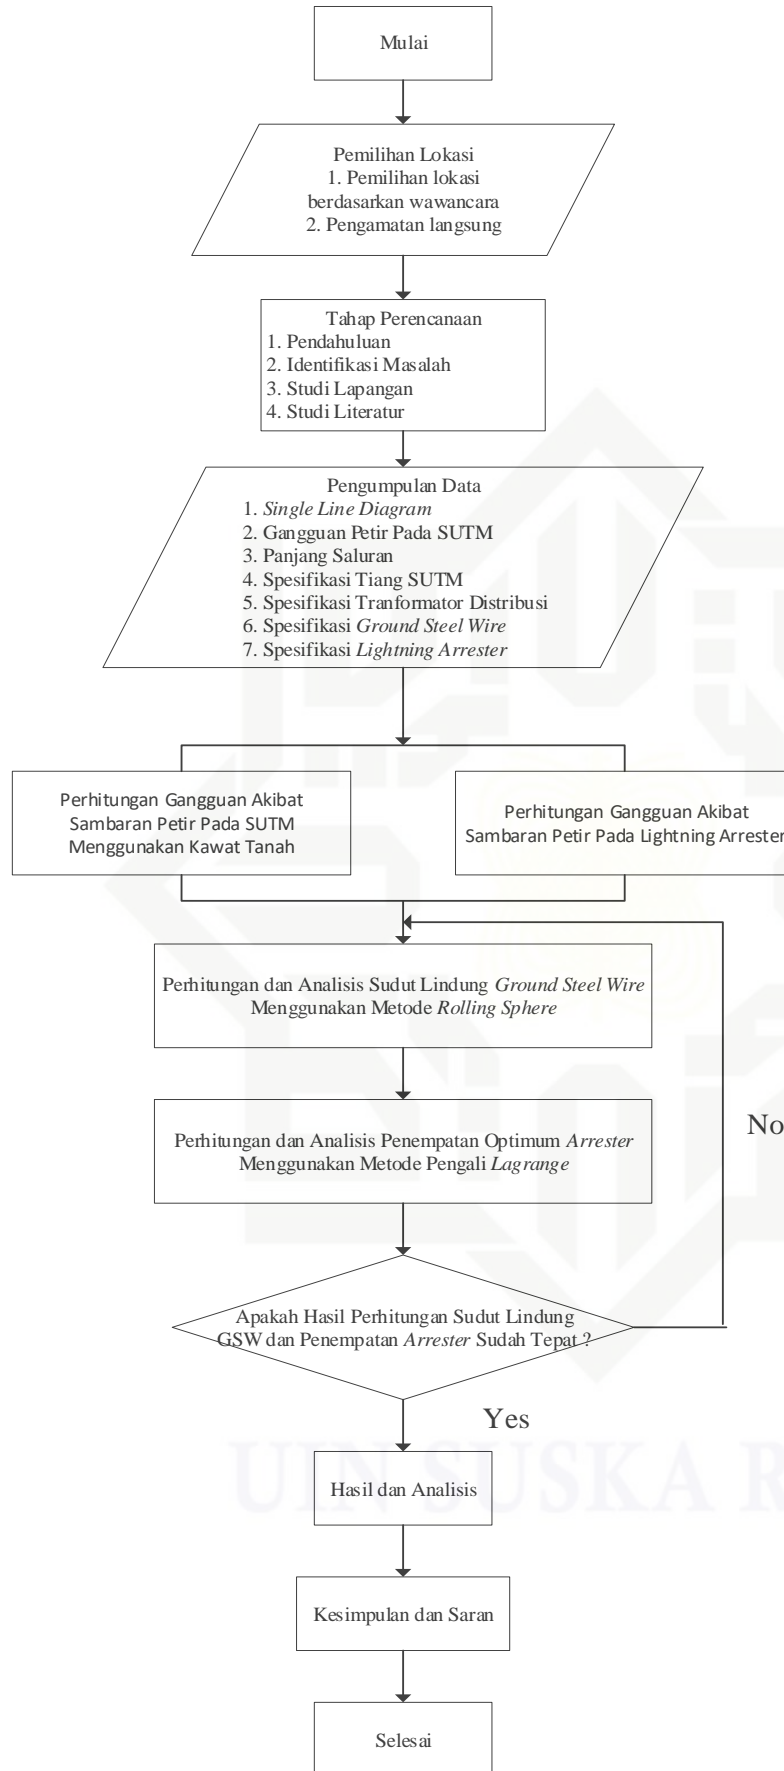 Mulai
Pemilihan Lokasi
1. Pemilihan lokasi
berdasarkan wawancara
2. Pengamatan langsung
Tahap Perencanaan
1. Pendahuluan
2. Identifikasi Masalah
3. Studi Lapangan
4. Studi Literatur
Pengumpulan Data
1. Single Line Diagram
2. Gangguan Petir Pada SUTM
3. Panjang Saluran
4. Spesifikasi Tiang SUTM
5. Spesifikasi Tranformator Distribusi
6. Spesifikasi Ground Steel Wire
7. Spesifikasi Lightning Arrester
Perhitungan Gangguan Akibat
Sambaran Petir Pada SUTM
Menggunakan Kawat Tanah
Perhitungan Gangguan Akibat
Sambaran Petir Pada Lightning Arrester
Perhitungan dan Analisis Sudut Lindung Ground Steel Wire
Menggunakan Metode Rolling Sphere
Perhitungan dan Analisis Penempatan Optimum Arrester
Menggunakan Metode Pengali Lagrange
No
Apakah Hasil Perhitungan Sudut Lindung
GSW dan Penempatan Arrester Sudah Tepat ?
Yes
UIN SUSKA R
Hasil dan Analisis
Kesimpulan dan Saran
Selesai